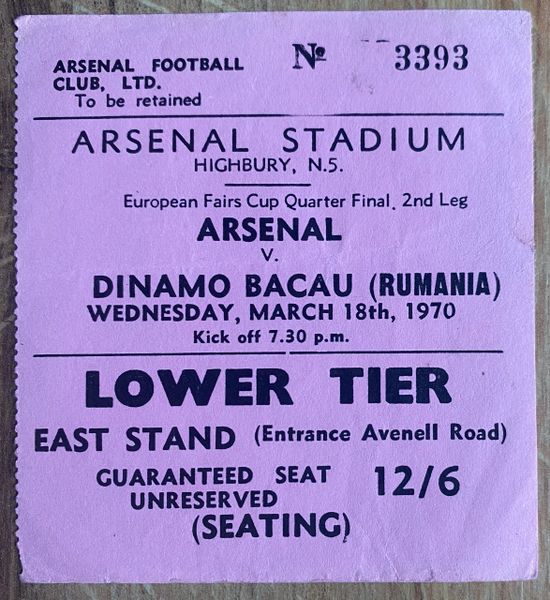 ARSENAL FOOTBALL
CLUB, LTD.
To be retained
Nº 3393
ARSENAL STADIUM
HIGHBURY, N.5.
European Fairs Cup Quarter Final, 2nd Leg
ARSENAL
V.
DINAMO BACAU (RUMANIA)
WEDNESDAY, MARCH 18th, 1970
Kick off 7.30 p.m.
LOWER TIER
EAST STAND (Entrance Avenell Road)
GUARANTEED SEAT
UNRESERVED
12/6
(SEATING)